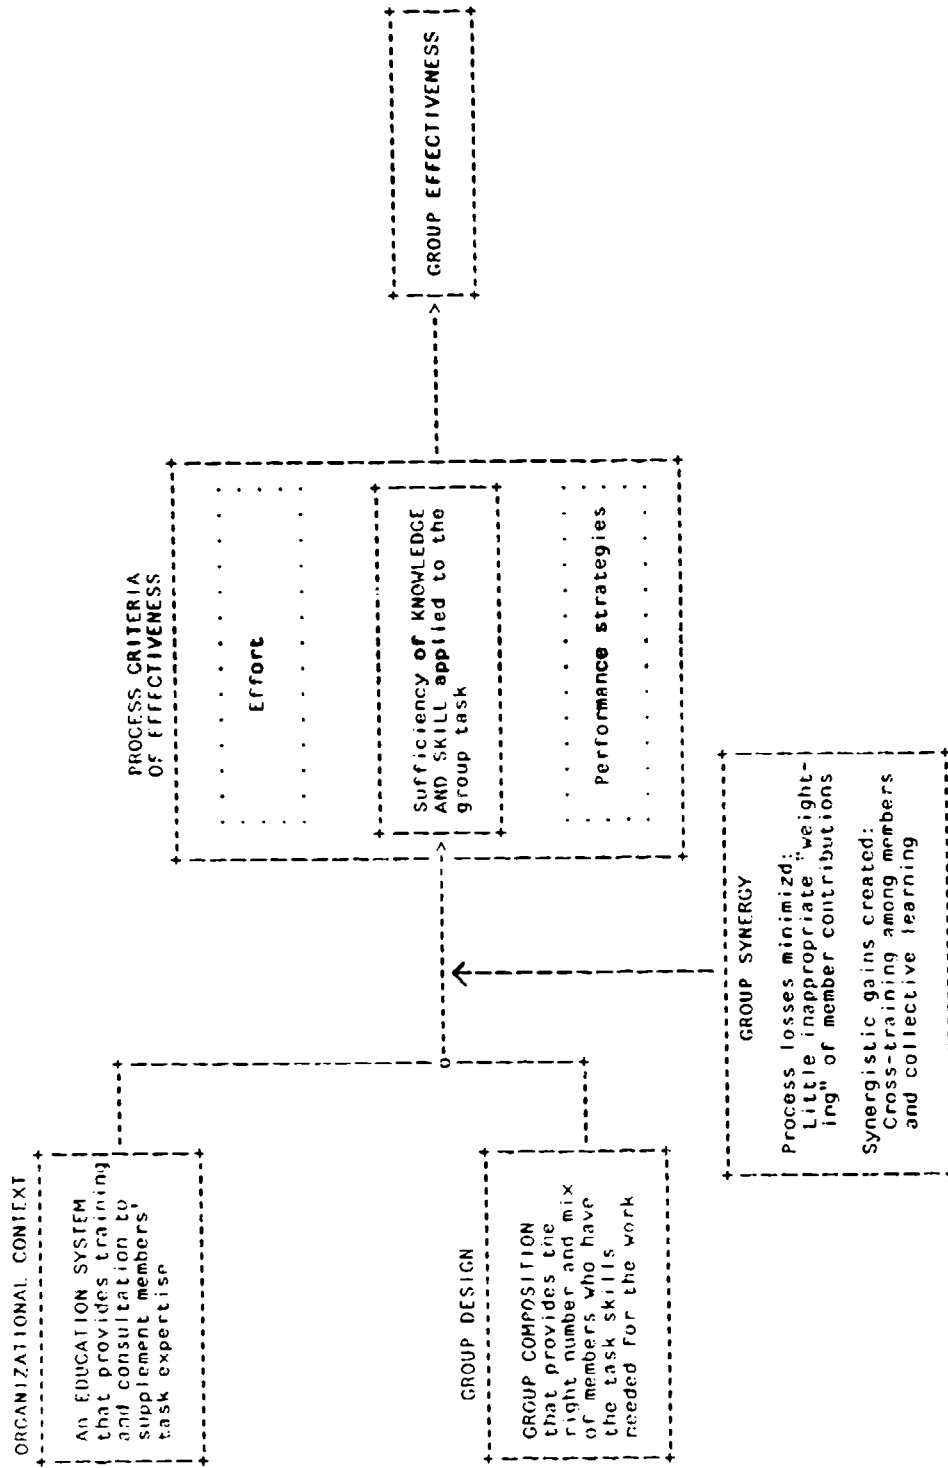 ORGANIZATIONAL CONTEXT
An EDUCATION SYSTEM
that provides training
and consultation to
supplement members'
task expertise
GROUP DESIGN
GROUP COMPOSITION
that provides the
right number and mix
of members who have
the task skills
needed for the work
GROUP SYNERGY
Process losses minimizd:
Little inappropriate "weight-
ing" of member contributions
Synergistic gains created:
Cross-training among members
and collective learning
PROCESS CRITERIA
OF EFFECTIVENESS
Effort
Sufficiency of KNOWLEDGE
AND SKILL applied to the
group task
Performance strategies
GROUP EFFECTIVENESS